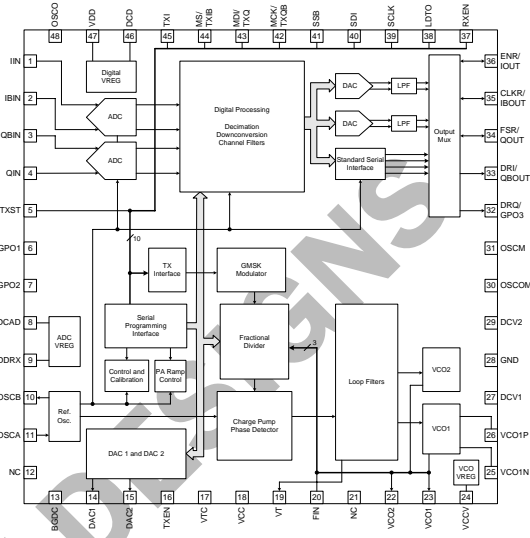 OSCO
VDD
DCD
TXI
MS/
TXIB
MDI/
TXQ
MCK/
TXQB
SSB
SDI
SCLK
LDTO
RXEN
48
47
46
45
44
43
42
41
40
39
38
37
IIN
1
IBIN
2
QBIN
3
QIN
4
TXST
5
GPO1
6
GPO2
7
8
9
10
11
NC
12
Digital
VREG
ADC
ADC
Digital Processing
Decimation
Downconversion
Channel Filters
DAC
LPF
DAC
LPF
Standard Serial
Interface
Output
Mux
10
TX
Interface
GMSK
Modulator
Serial
Programming
Interface
Fractional
Divider
3
ADC
VREG
Control and
Calibration
PA Ramp
Control
Loop Filters
VCO2
Ref.
Osc.
Charge Pump
Phase Detector
VCO1
DAC 1 and DAC 2
VCO
VREG
36
ENR/
IOUT
35
CLKR/
IBOUT
34
FSR/
QOUT
33
DRI/
QBOUT
32
DRQ/
GPO3
31
OSCM
30
OSCOM
29
DCV2
28
GND
27
DCV1
26
VCO1P
25
VCO1N
13
14
15
16
17
18
19
20
21
22
23
24
BGDC
DAC1
DAC2
TXEN
VTC
VCC
VT
FIN
NC
VCO2
VCO1
VCCV
DESIGNS